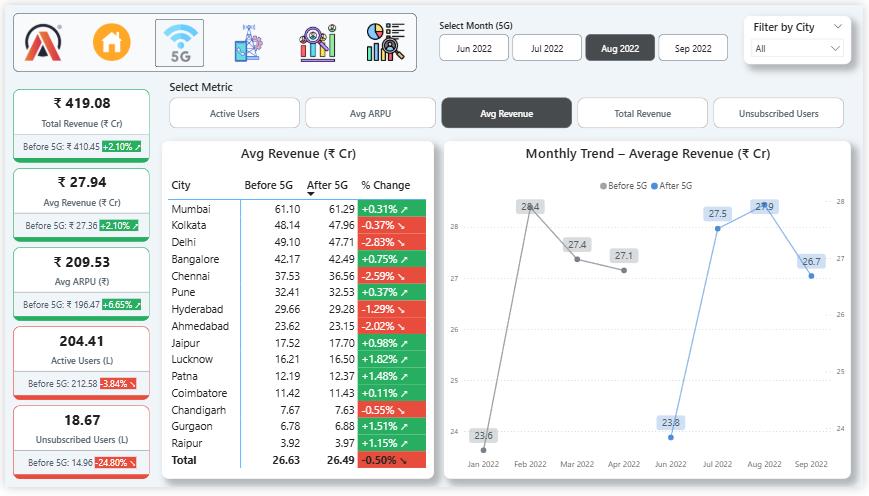 5G
Select Month (5G)
Jun 2022
Jul 2022
Aug 2022
Sep 2022
Filter by City
All
Select Metric
Active Users
Avg ARPU
Avg Revenue
Total Revenue
Unsubscribed Users
₹ 419.08
Total Revenue (₹ Cr)
Before 5G: ₹ 410.45 +2.10% ↗
₹ 27.94
Avg Revenue (₹ Cr)
Before 5G: ₹ 27.36 +2.10% ↗
₹ 209.53
Avg ARPU (₹)
Before 5G: ₹ 196.47 +6.65% ↗
204.41
Active Users (L)
Before 5G: 212.58 -3.84% ↘
18.67
Unsubscribed Users (L)
Before 5G: 14.96 -24.80% ↘
Avg Revenue (₹ Cr)
City Before 5G After 5G % Change
Mumbai 61.10 61.29 +0.31% ↗
Kolkata 48.14 47.96 -0.37% ↘
Delhi 49.10 47.71 -2.83% ↘
Bangalore 42.17 42.49 +0.75% ↗
Chennai 37.53 36.56 -2.59% ↘
Pune 32.41 32.53 +0.37% ↗
Hyderabad 29.66 29.28 -1.29% ↘
Ahmedabad 23.62 23.15 -2.02% ↘
Jaipur 17.52 17.70 +0.98% ↗
Lucknow 16.21 16.50 +1.82% ↗
Patna 12.19 12.37 +1.48% ↗
Coimbatore 11.42 11.43 +0.11% ↗
Chandigarh 7.67 7.63 -0.55% ↘
Gurgaon 6.78 6.88 +1.51% ↗
Raipur 3.92 3.97 +1.15% ↗
Total 26.63 26.49 -0.50% ↘
Monthly Trend – Average Revenue (₹ Cr)
Before 5G After 5G
28
27
26
25
24
23.6
28.4
27.4
27.1
23.8
27.5
27.9
26.7
28
27
26
25
24
Jan 2022 Feb 2022 Mar 2022 Apr 2022 Jun 2022 Jul 2022 Aug 2022 Sep 2022